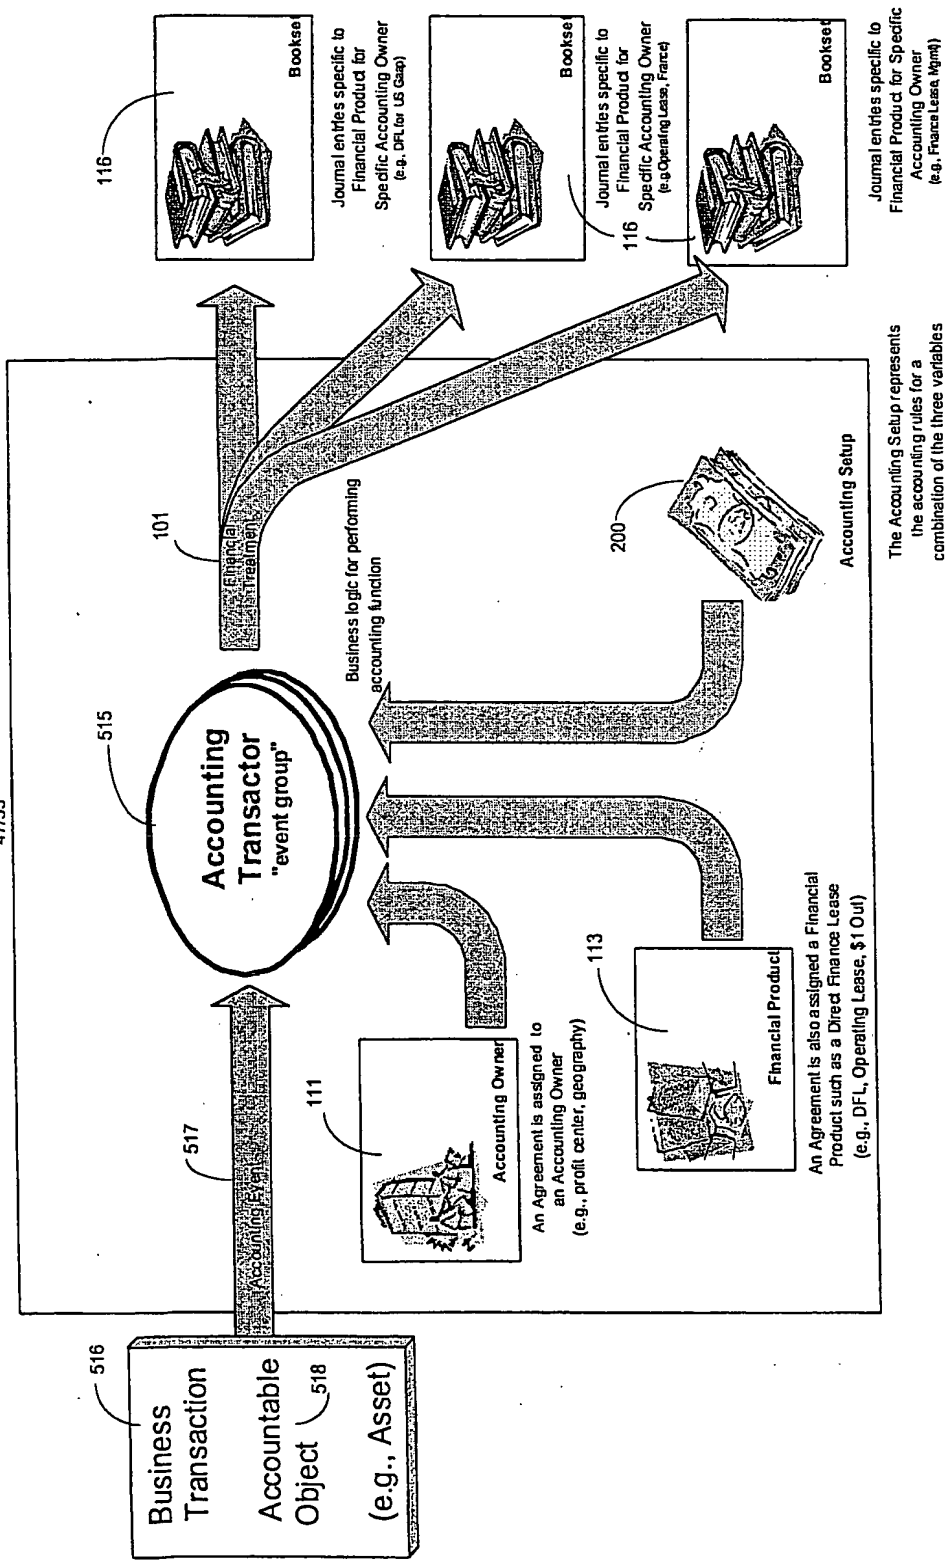 116
Bookse
Journal entries specific to
Financial Product for
Specific Accounting Owner
(e.g., DFL for US Gaap)
Bookse
Journal entries specific to
Financial Product for
Specific Accounting Owner
(e.g Operating Lease, France)
116
Bookse
Journal entries specific to
Financial Product for Specific
Accounting Owner
(e.g., Finance Lease, Mgmt)
101
Financial
Treatment
Business logic for performing
accounting function
515
Accounting
Transactor
"event group"
200
Accounting Setup
The Accounting Setup represents
the accounting rules for a
combination of the three variables
517
Accounting Event
111
Accounting Owner
An Agreement is assigned to
an Accounting Owner
(e.g., profit center, geography)
113
Financial Product
An Agreement is also assigned a Financial
Product such as a Direct Finance Lease
(e.g., DFL, Operating Lease, $1 Out)
516
Business
Transaction
Accountable
Object
518
(e.g., Asset)